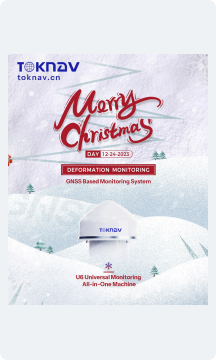 TOKNAV
toknav.cn
Merry
Christmas
DAY 12-24-2023
DEFORMATION MONITORING
GNSS Based Monitoring System
TOKNAV
U6 Universal Monitoring
All-in-One Machine